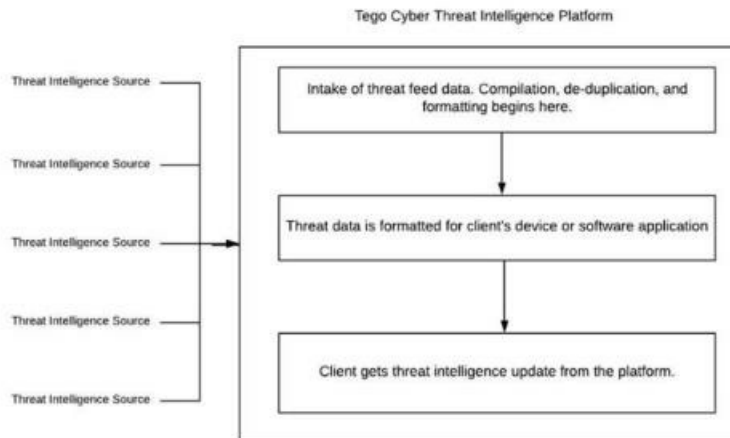 Tego Cyber Threat Intelligence Platform
Threat Intelligence Source
Threat Intelligence Source
Threat Intelligence Source
Threat Intelligence Source
Threat Intelligence Source
Intake of threat feed data. Compilation, de-duplication, and
formatting begins here.
Threat data is formatted for client's device or software application
Client gets threat intelligence update from the platform.